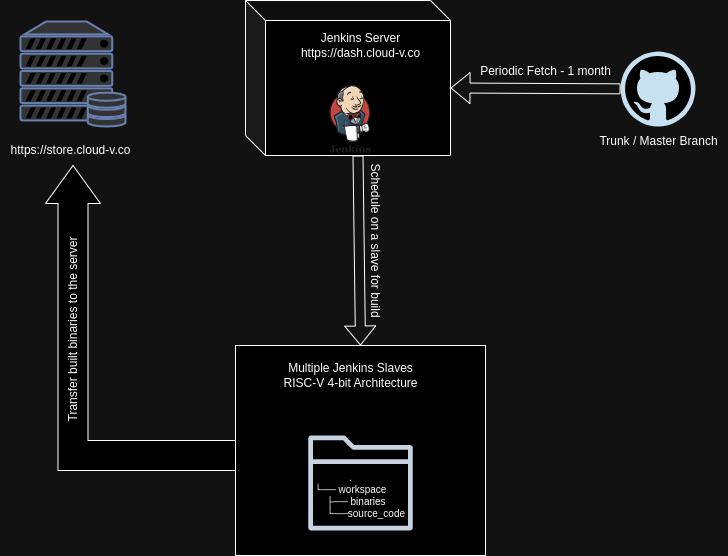 Jenkins Server
https://dash.cloud-v.co
Jenkins
Periodic Fetch - 1 month
Trunk / Master Branch
https://store.cloud-v.co
Schedule on a slave for build
Transfer built binaries to the server
Multiple Jenkins Slaves
RISC-V 4-bit Architecture
.
└── workspace
├── binaries
└──source_code